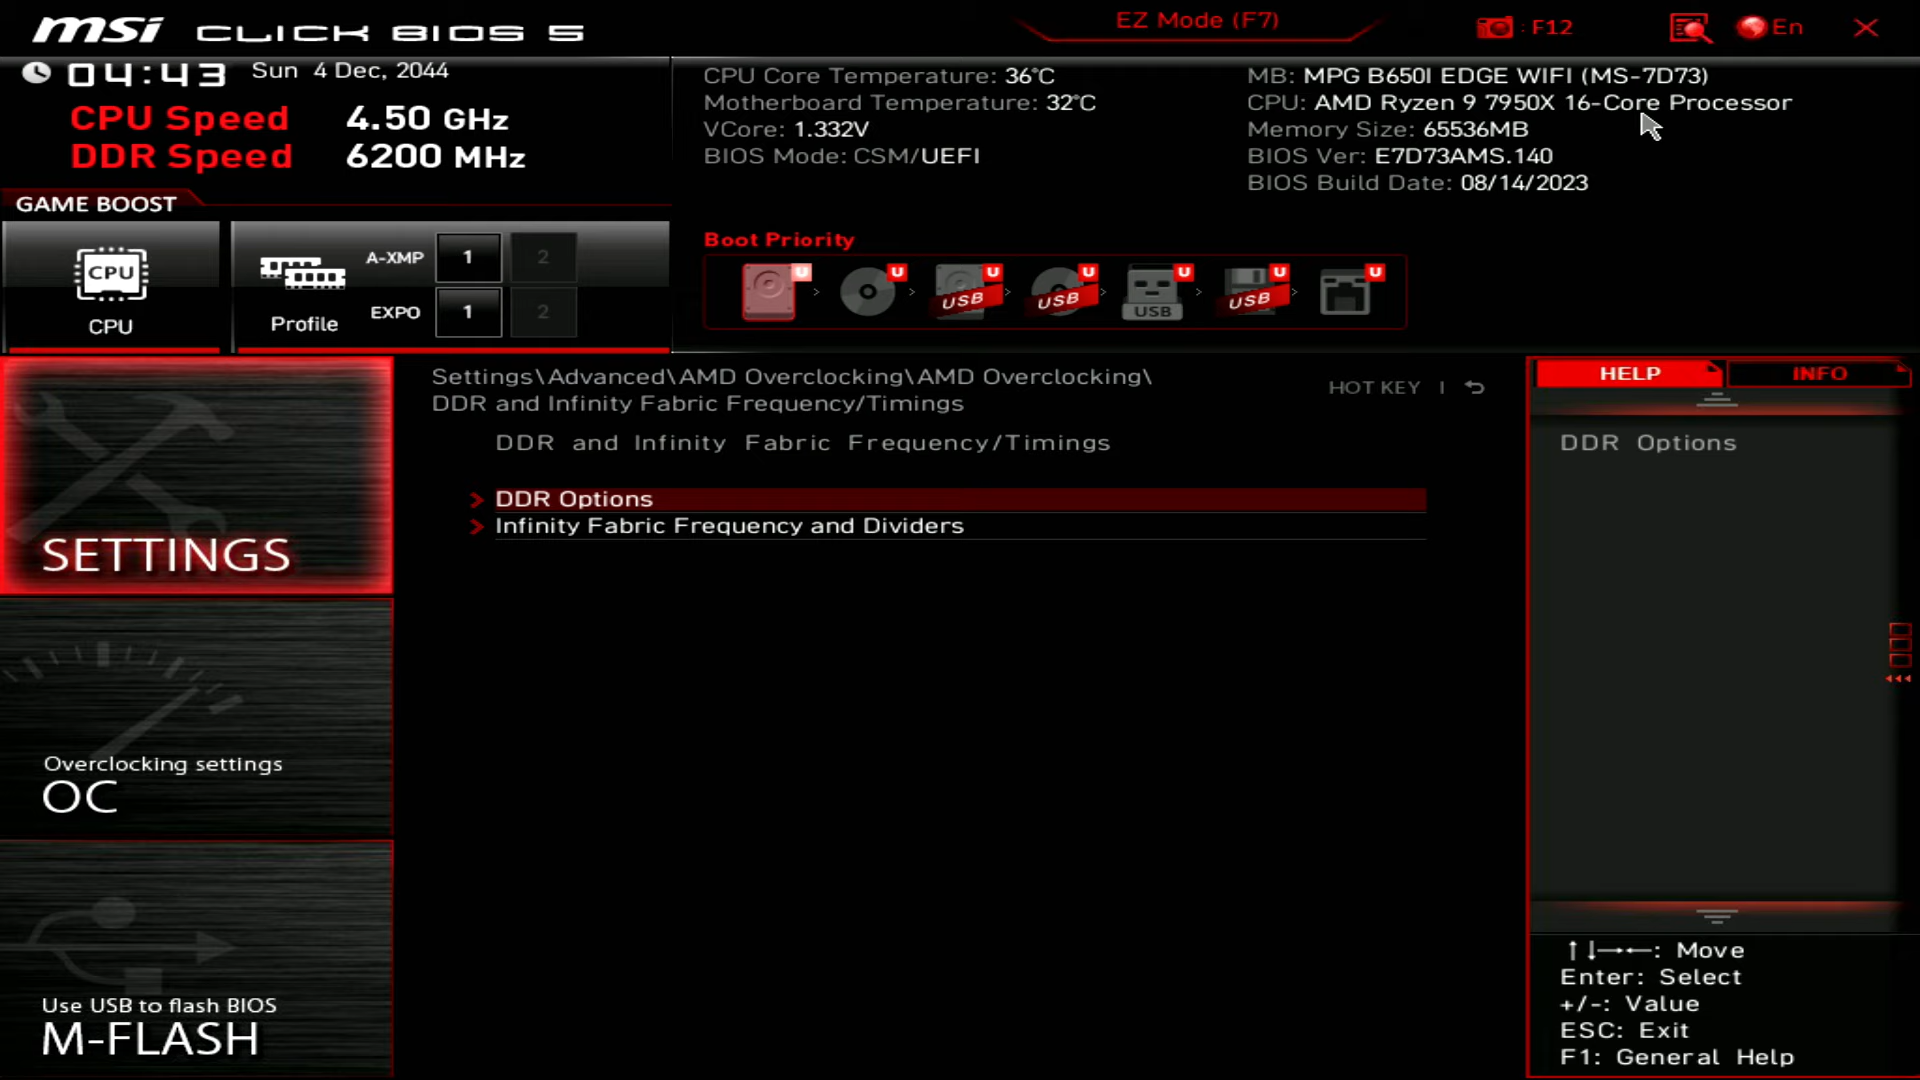 msi CLICK BIOS 5
EZ Mode (F7)
: F12
En
04:43 Sun 4 Dec, 2044
CPU Speed 4.50 GHz
DDR Speed 6200 MHz
CPU Core Temperature: 36°C
Motherboard Temperature: 32°C
VCore: 1.332V
BIOS Mode: CSM/UEFI
MB: MPG B650I EDGE WIFI (MS-7D73)
CPU: AMD Ryzen 9 7950X 16-Core Processor
Memory Size: 65536MB
BIOS Ver: E7D73AMS.140
BIOS Build Date: 08/14/2023
GAME BOOST
CPU
CPU
Profile
A-XMP 1 2
EXPO 1 2
Boot Priority
U U U U U U U
USB USB USB USB
SETTINGS
Overclocking settings
OC
Use USB to flash BIOS
M-FLASH
Settings\Advanced\AMD Overclocking\AMD Overclocking\
DDR and Infinity Fabric Frequency/Timings
HOT KEY |
DDR and Infinity Fabric Frequency/Timings
> DDR Options
> Infinity Fabric Frequency and Dividers
HELP
INFO
DDR Options
↑↓→←: Move
Enter: Select
+/-: Value
ESC: Exit
F1: General Help